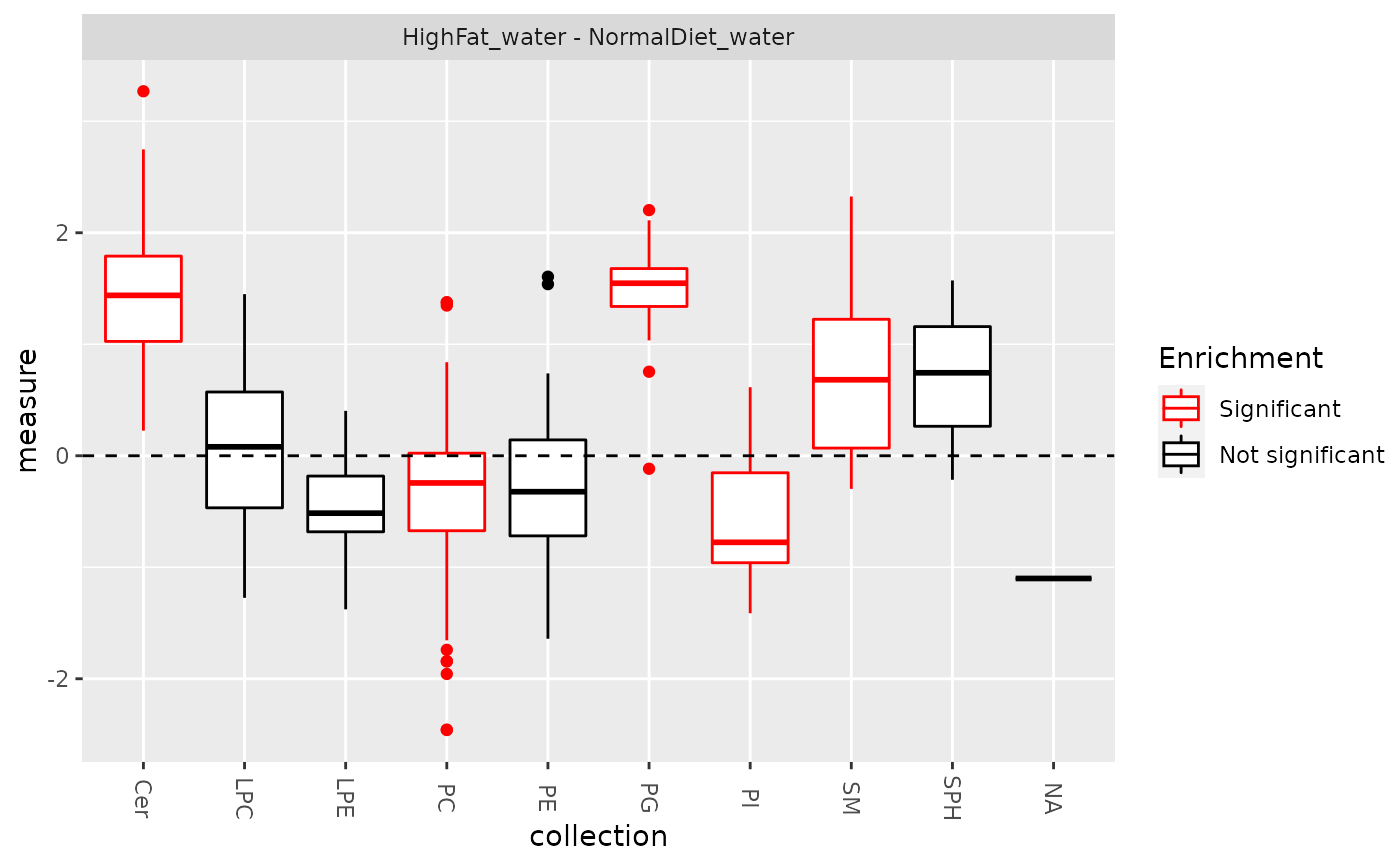 HighFat_water - NormalDiet_water
measure
2
0
-2
Cer
LPC
LPE
PC
PE
PG
PI
SM
SPH
NA
collection
Enrichment
Significant
Not significant